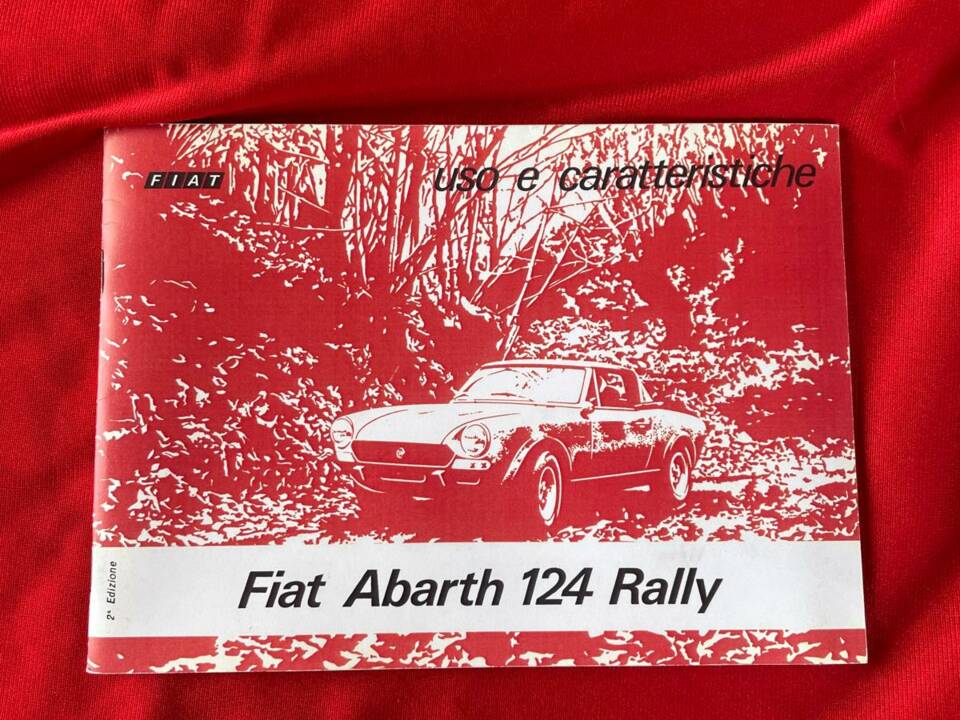 FIAT
uso e caratteristiche
2ª Edizione
Fiat Abarth 124 Rally